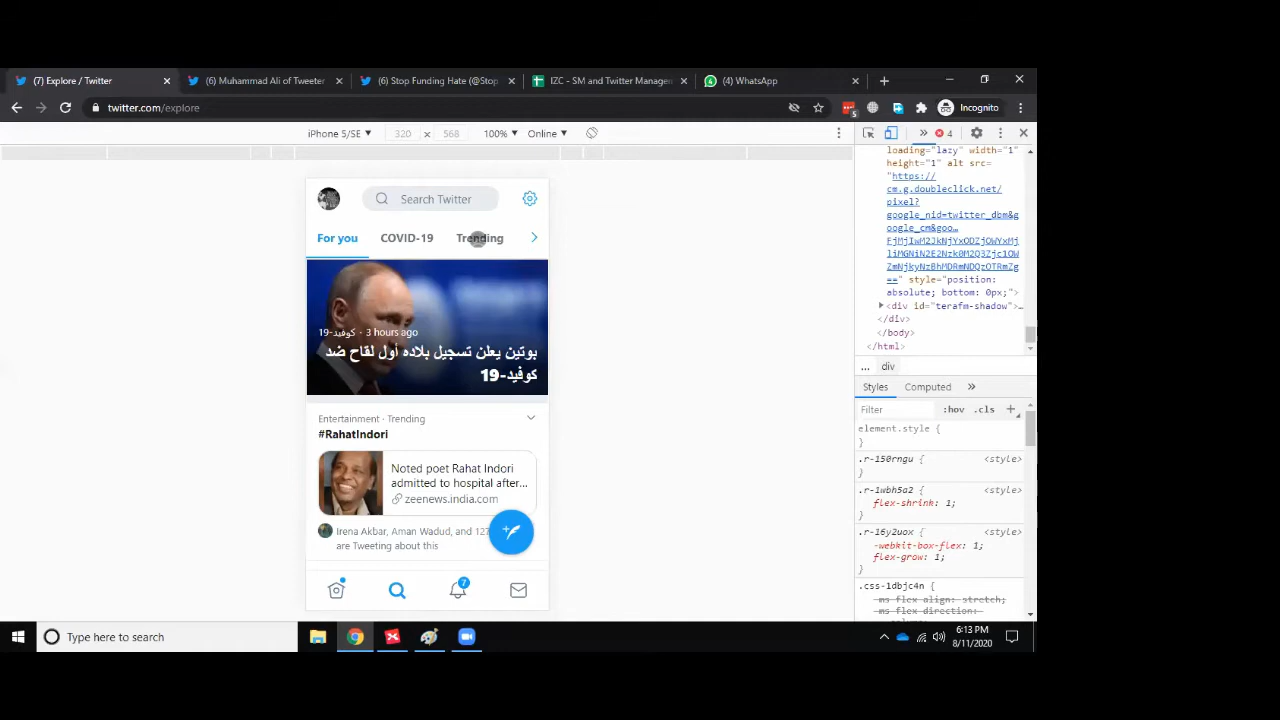 (7) Explore / Twitter
(6) Muhammad Ali of Tweeter
(6) Stop Funding Hate (@Stop
IZC - SM and Twitter Manage
(4) WhatsApp
twitter.com/explore
5
Incognito
iPhone 5/SE
320 × 568
100%
Online
4
Search Twitter
For you
COVID-19
Trending
كوفيد-19 · 3 hours ago
بوتين يعلن تسجيل بلاده أول لقاح ضد
كوفيد-19
Entertainment · Trending
#RahatIndori
Noted poet Rahat Indori
admitted to hospital after...
zeenews.india.com
Irena Akbar, Aman Wadud, and
are Tweeting about this
7
loading="lazy" width="1"
height="1" alt src=
"https://
cm.g.doubleclick.net/
pixel?
google_nid=twitter_dbm&g
oogle_cm&goo…
==" style="position:
absolute; bottom: 0px;">
<div id="terafm-shadow">…
</div>
</body>
</html>
...
div
Styles
Computed
Filter
:hov .cls
element.style {
}
.r-150rngu {
<style>
}
.r-1wbh5a2 {
<style>
flex-shrink: 1;
}
.r-16y2uox {
<style>
-webkit-box-flex: 1;
flex-grow: 1;
}
.css-1dbjc4n {
<style>
-ms-flex-align: stretch;
-ms-flex-direction:
Type here to search
6:13 PM
8/11/2020